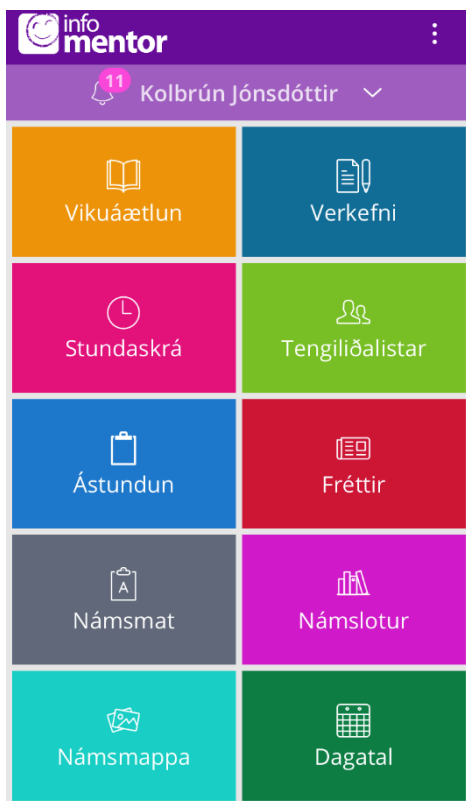 info
mentor
11
Kolbrún Jónsdóttir
Vikuáætlun
Verkefni
Stundaskrá
Tengiliðalistar
Ástundun
Fréttir
A
Námsmat
Námslotur
Námsmappa
Dagatal